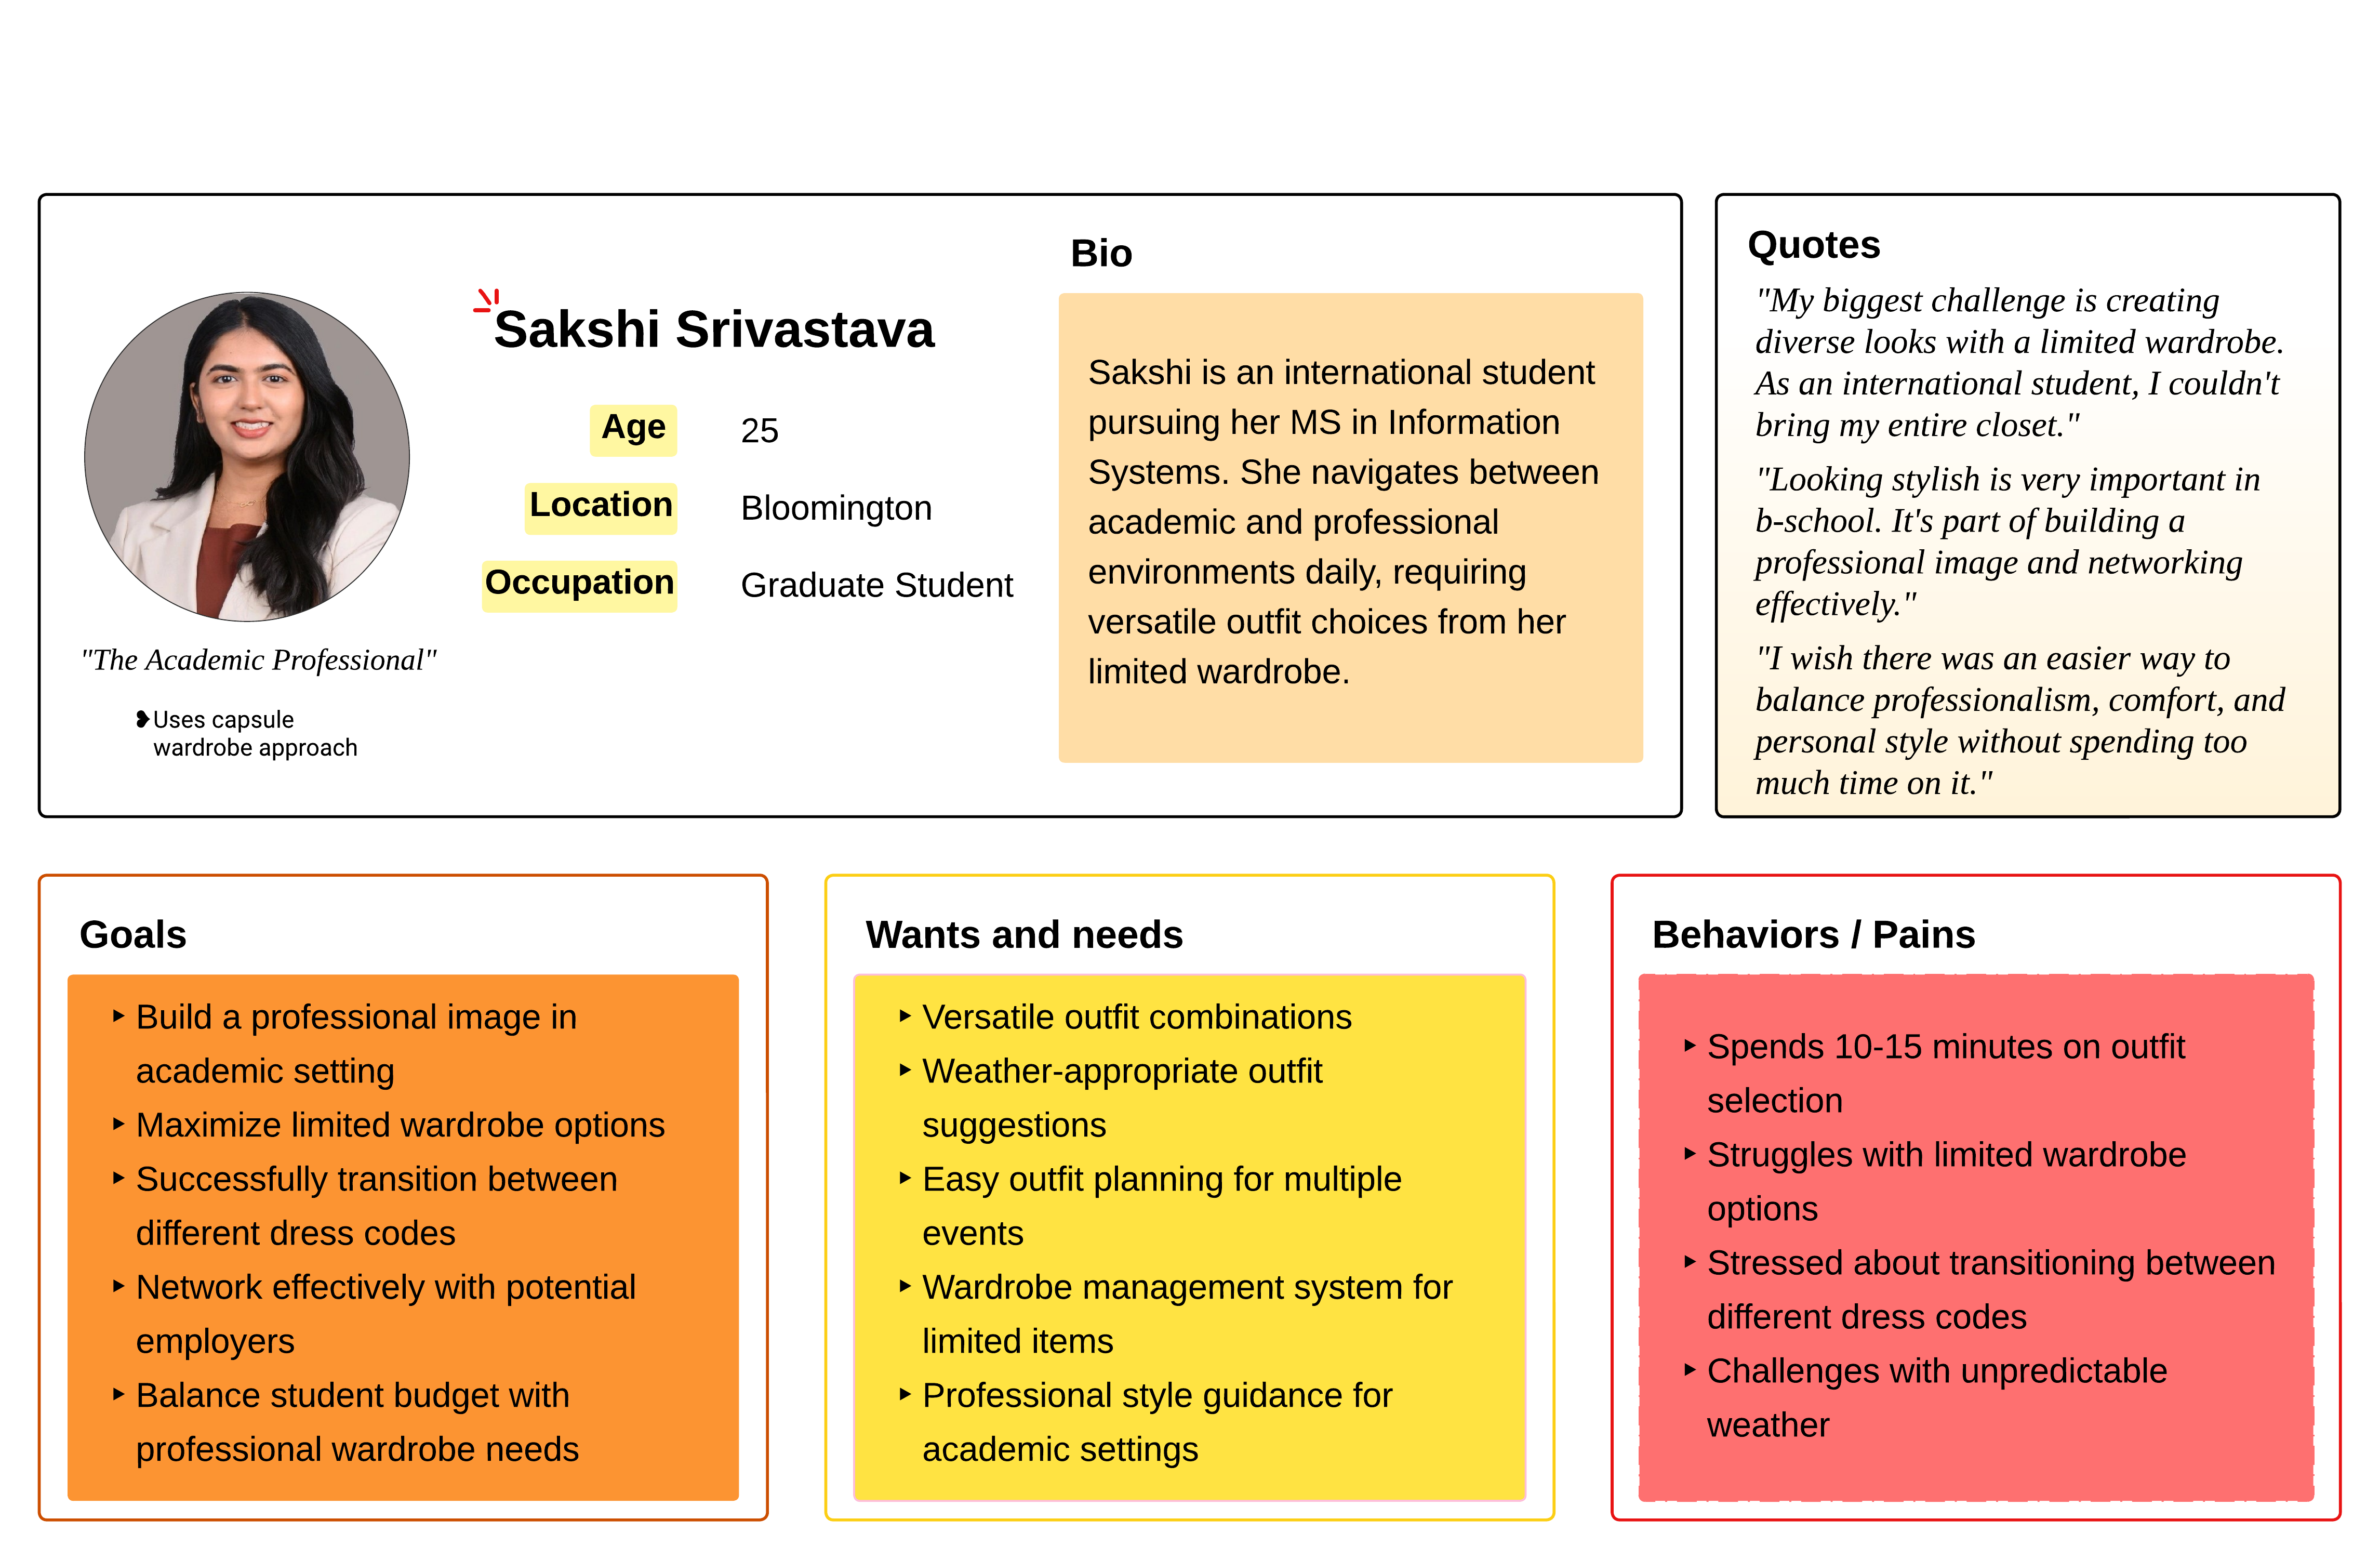 Sakshi Srivastava
Age
25
Location
Bloomington
Occupation
Graduate Student
"The Academic Professional"
❥Uses capsule
wardrobe approach
Bio
Sakshi is an international student
pursuing her MS in Information
Systems. She navigates between
academic and professional
environments daily, requiring
versatile outfit choices from her
limited wardrobe.
Quotes
"My biggest challenge is creating
diverse looks with a limited wardrobe.
As an international student, I couldn't
bring my entire closet."
"Looking stylish is very important in
b-school. It's part of building a
professional image and networking
effectively."
"I wish there was an easier way to
balance professionalism, comfort, and
personal style without spending too
much time on it."
Goals
‣ Build a professional image in
academic setting
‣ Maximize limited wardrobe options
‣ Successfully transition between
different dress codes
‣ Network effectively with potential
employers
‣ Balance student budget with
professional wardrobe needs
Wants and needs
‣ Versatile outfit combinations
‣ Weather-appropriate outfit
suggestions
‣ Easy outfit planning for multiple
events
‣ Wardrobe management system for
limited items
‣ Professional style guidance for
academic settings
Behaviors / Pains
‣ Spends 10-15 minutes on outfit
selection
‣ Struggles with limited wardrobe
options
‣ Stressed about transitioning between
different dress codes
‣ Challenges with unpredictable
weather